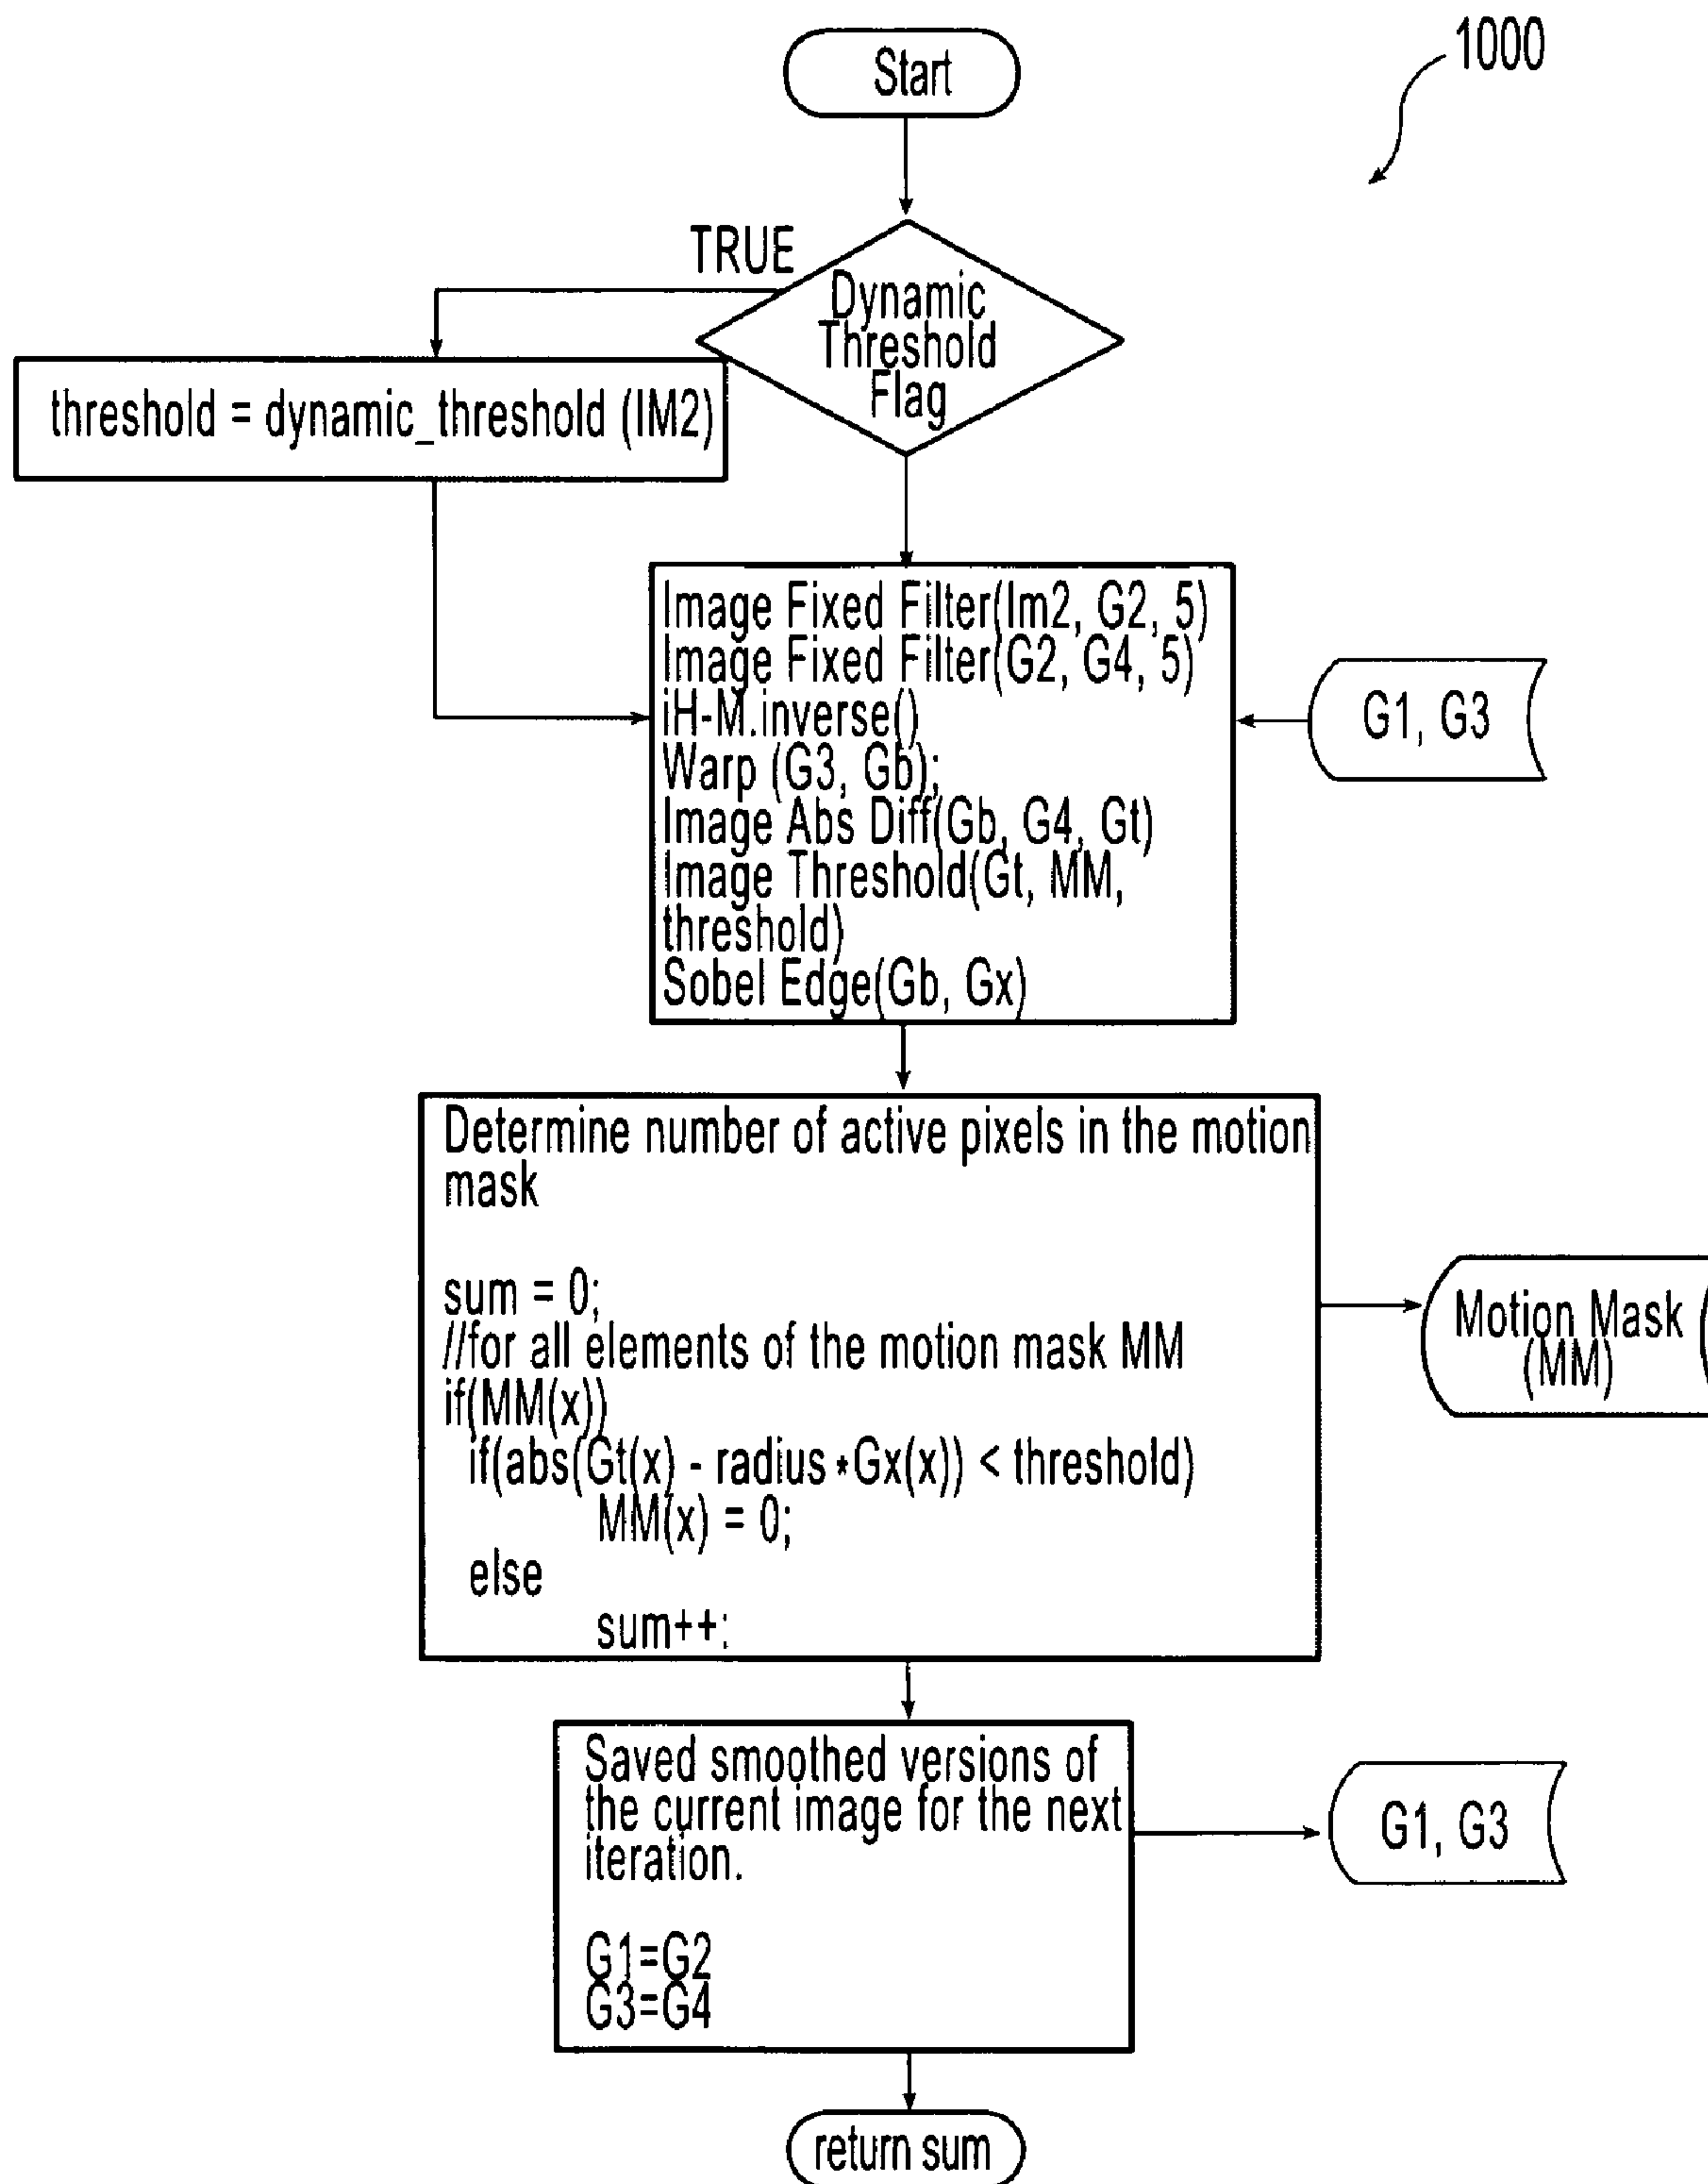 1000
Start
TRUE
Dynamic
Threshold
Flag
threshold = dynamic_threshold (IM2)
Image Fixed Filter(Im2, G2, 5)
Image Fixed Filter(G2, G4, 5)
iH-M.inverse()
Warp (G3, Gb);
Image Abs Diff(Gb, G4, Gt)
Image Threshold(Gt, MM,
threshold)
Sobel Edge(Gb, Gx)
G1, G3
Determine number of active pixels in the motion
mask
sum = 0;
//for all elements of the motion mask MM
if(MM(x))
if(abs(Gt(x) - radius*Gx(x)) < threshold)
MM(x) = 0;
else
sum++;
Motion Mask
(MM)
Saved smoothed versions of
the current image for the next
iteration.
G1=G2
G3=G4
G1, G3
return sum